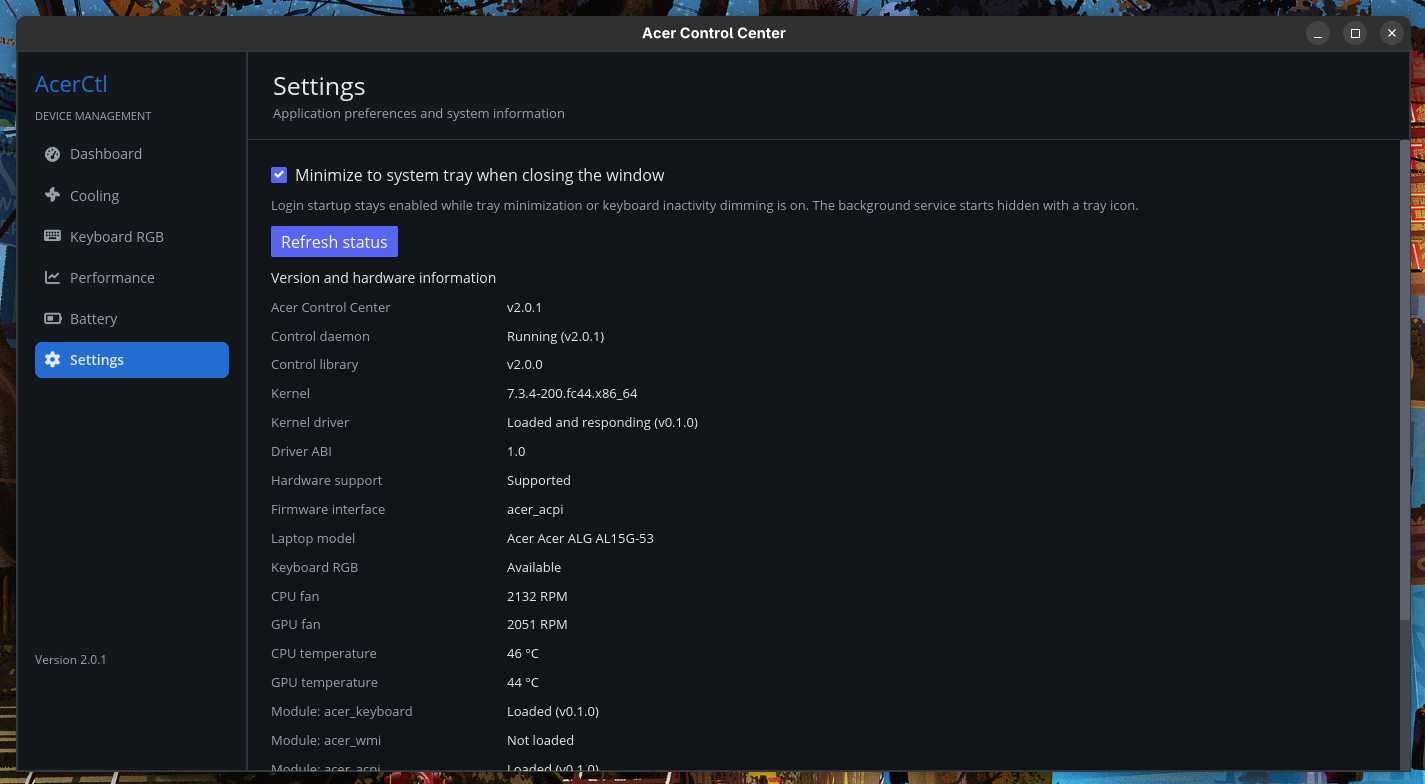 Acer Control Center
AcerCtl
DEVICE MANAGEMENT
Dashboard
Cooling
Keyboard RGB
Performance
Battery
Settings
Version 2.0.1
Settings
Application preferences and system information
Minimize to system tray when closing the window
Login startup stays enabled while tray minimization or keyboard inactivity dimming is on. The background service starts hidden with a tray icon.
Refresh status
Version and hardware information
Acer Control Center v2.0.1
Control daemon Running (v2.0.1)
Control library v2.0.0
Kernel 7.3.4-200.fc44.x86_64
Kernel driver Loaded and responding (v0.1.0)
Driver ABI 1.0
Hardware support Supported
Firmware interface acer_acpi
Laptop model Acer Acer ALG AL15G-53
Keyboard RGB Available
CPU fan 2132 RPM
GPU fan 2051 RPM
CPU temperature 46 °C
GPU temperature 44 °C
Module: acer_keyboard Loaded (v0.1.0)
Module: acer_wmi Not loaded
Module: acer_acpi Loaded (v0.1.0)